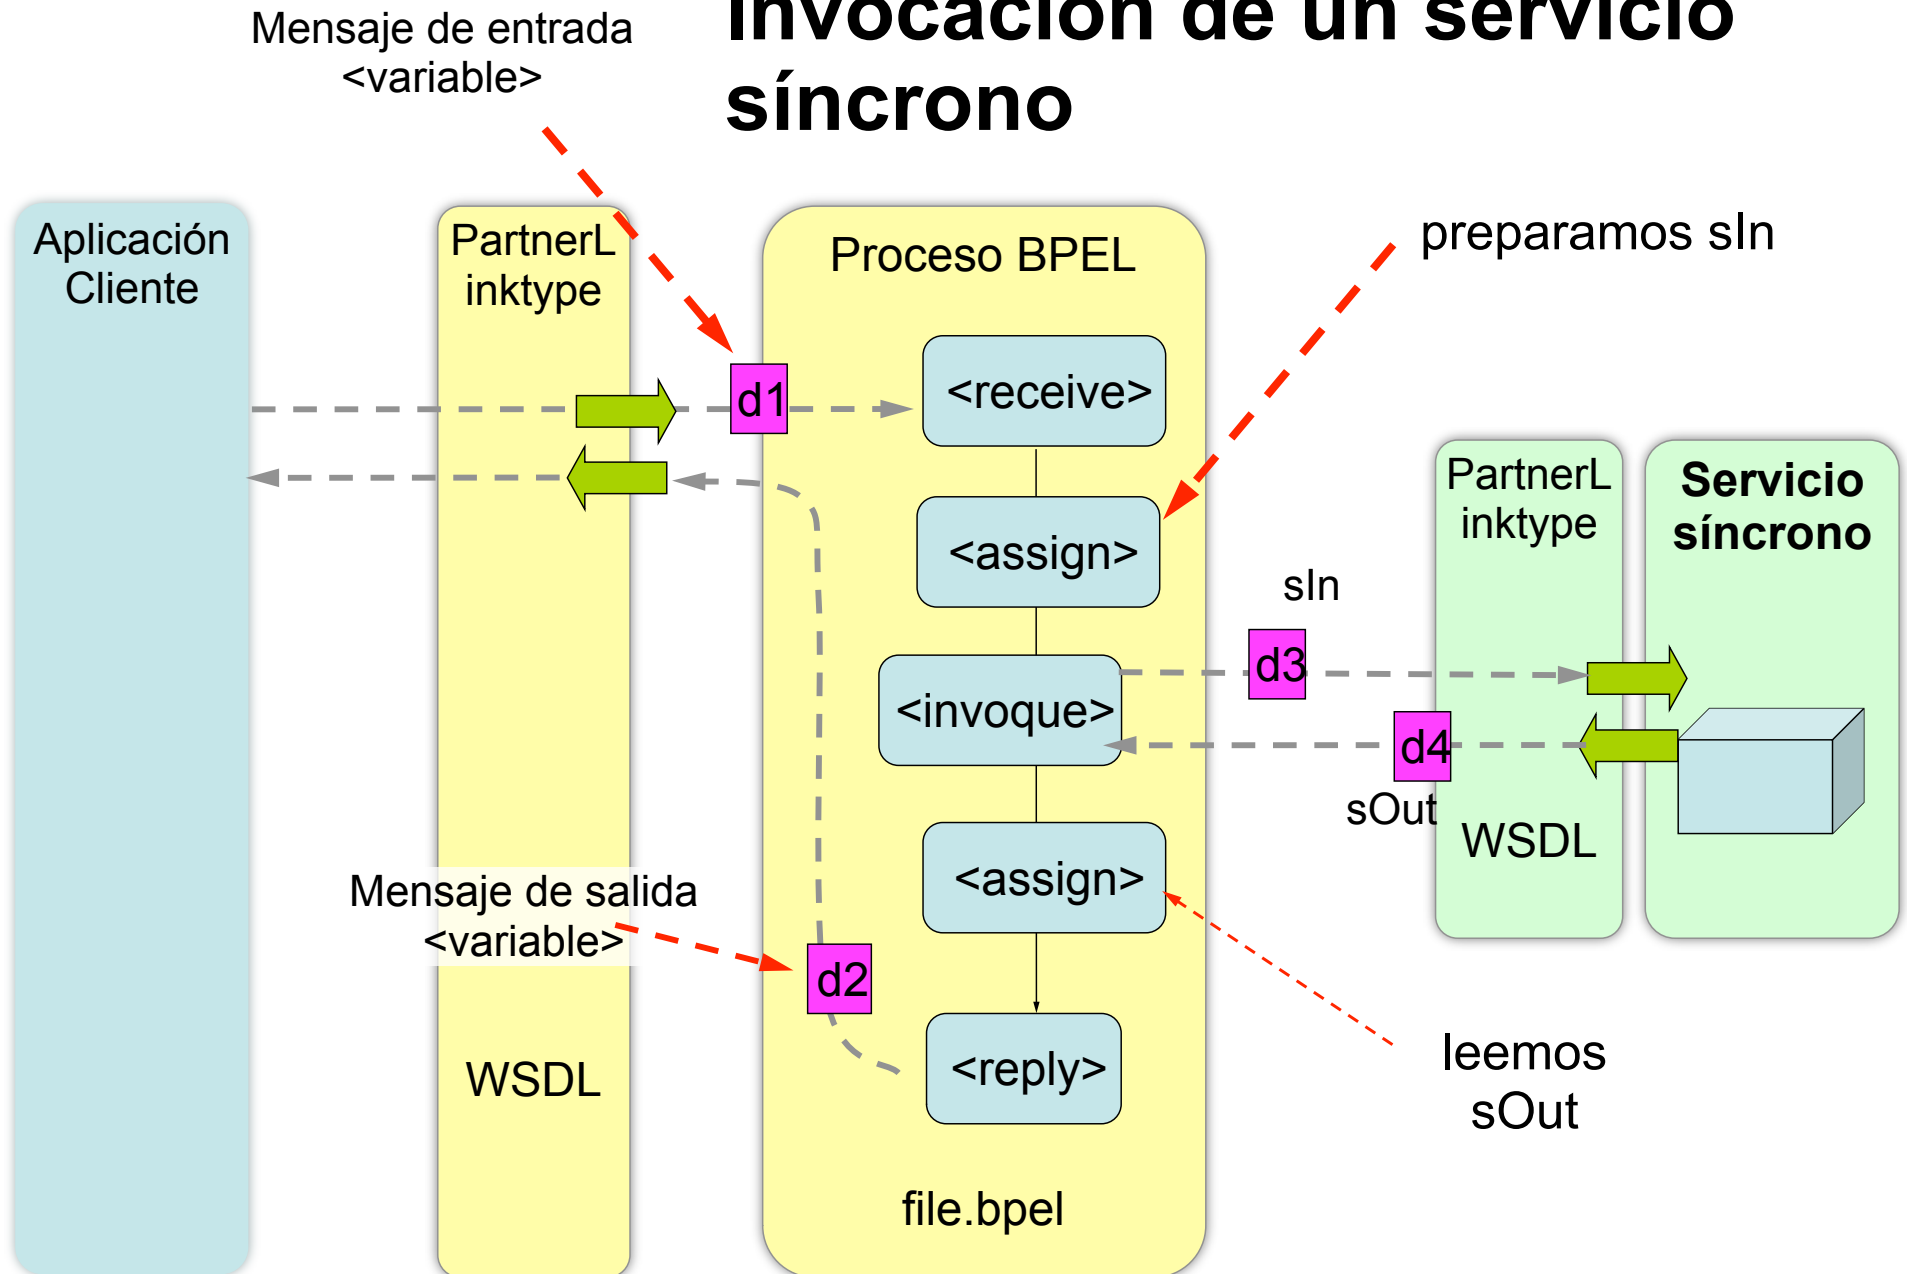 Invocación de un servicio
síncrono
Mensaje de entrada
<variable>
Aplicación
Cliente
PartnerL
inktype
Proceso BPEL
preparamos sIn
d1
<receive>
<assign>
PartnerL
inktype
Servicio
síncrono
sIn
d3
<invoque>
d4
sOut
WSDL
<assign>
Mensaje de salida
<variable>
d2
WSDL
<reply>
leemos
sOut
file.bpel